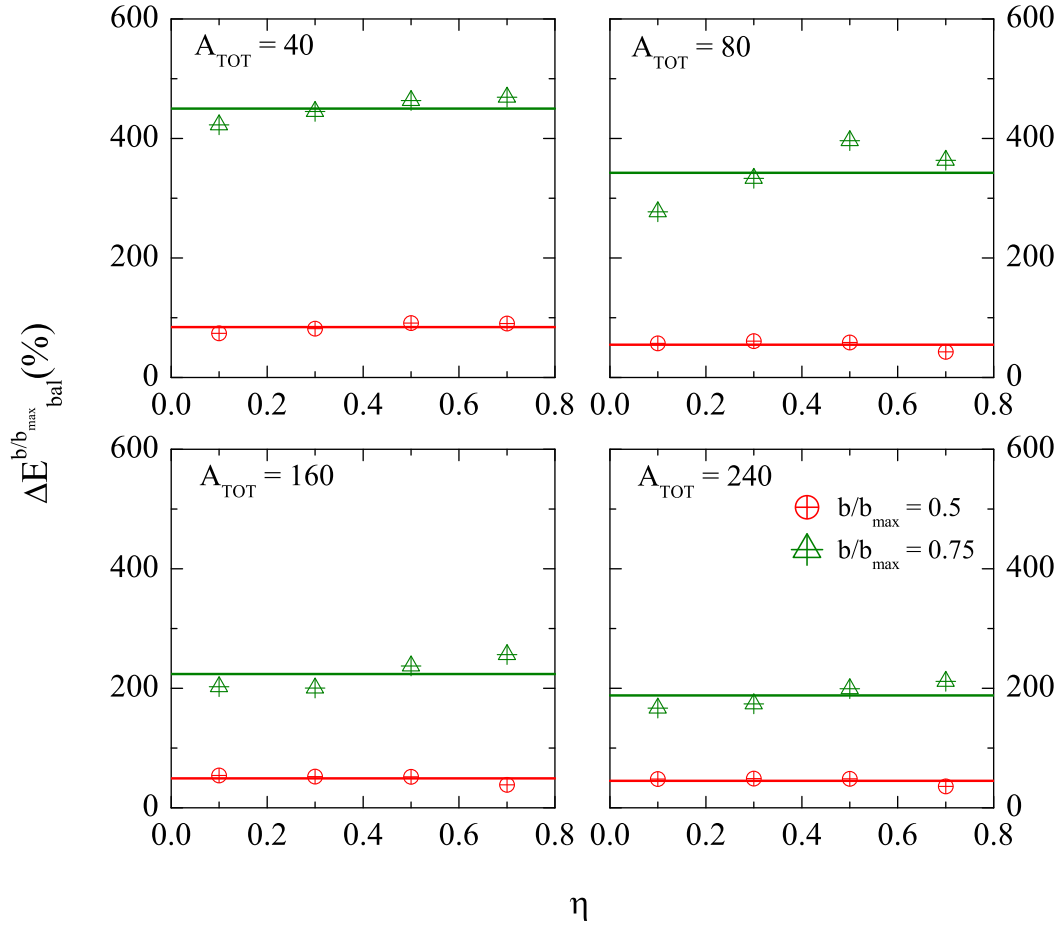 600 A_TOT = 40 A_TOT = 80 600
400 400
200 200
0 0
0.0 0.2 0.4 0.6 0.8 0.0 0.2 0.4 0.6 0.8
ΔE^b/b_max_bal(%)
600 A_TOT = 160 A_TOT = 240 600
b/b_max = 0.5
b/b_max = 0.75
400 400
200 200
0 0
0.0 0.2 0.4 0.6 0.8 0.0 0.2 0.4 0.6 0.8
η